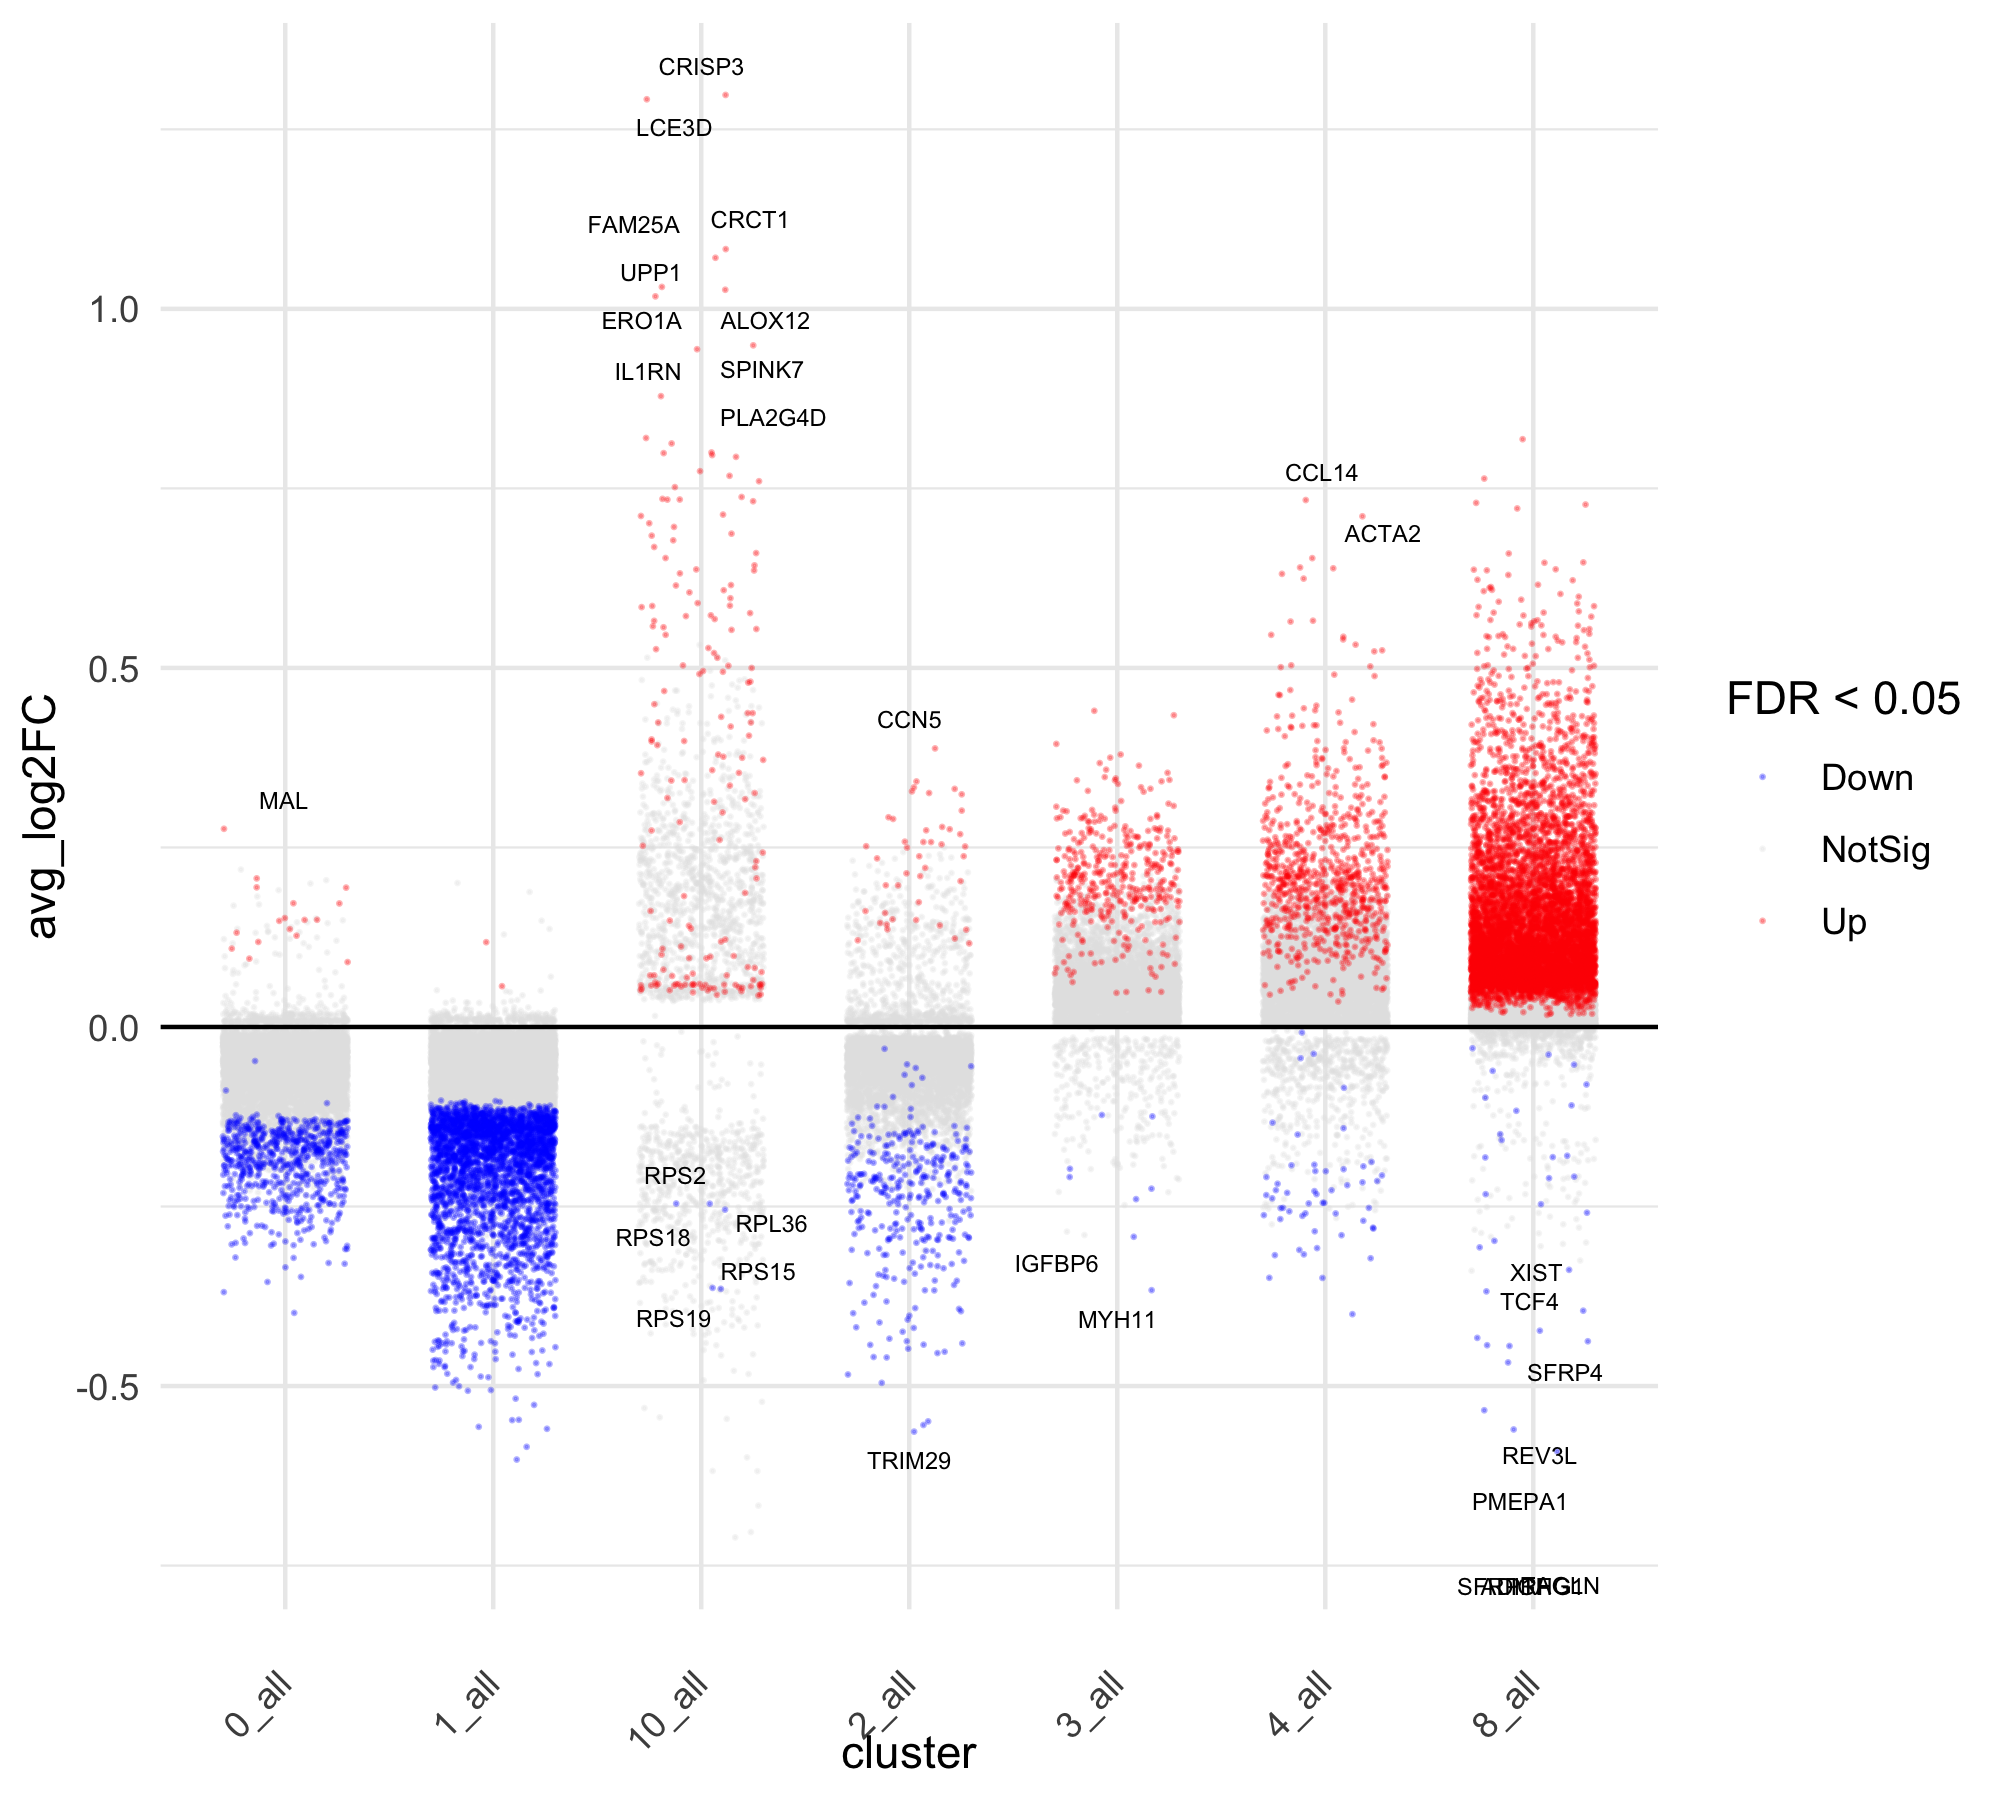 CRISP3
LCE3D
FAM25A
CRCT1
UPP1
1.0
ERO1A
ALOX12
IL1RN
SPINK7
PLA2G4D
CCL14
ACTA2
0.5
FDR < 0.05
CCN5
Down
MAL
NotSig
avg_log2FC
Up
0.0
RPS2
RPL36
RPS18
IGFBP6
RPS15
XIST
TCF4
RPS19
MYH11
SFRP4
-0.5
TRIM29
REV3L
PMEPA1
TAGLN
0_all
1_all
10_all
2_all
3_all
4_all
8_all
cluster